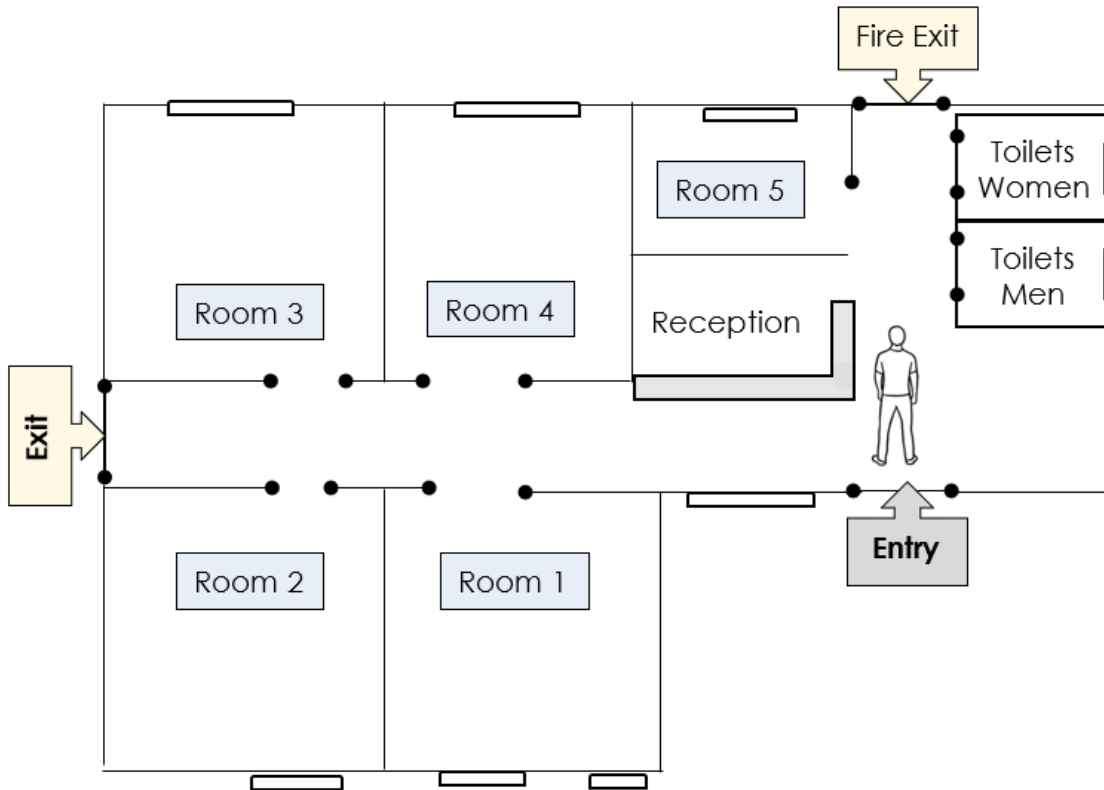 Fire Exit
Toilets
Women
Room 5
Toilets
Men
Room 3
Room 4
Reception
Exit
Entry
Room 2
Room 1